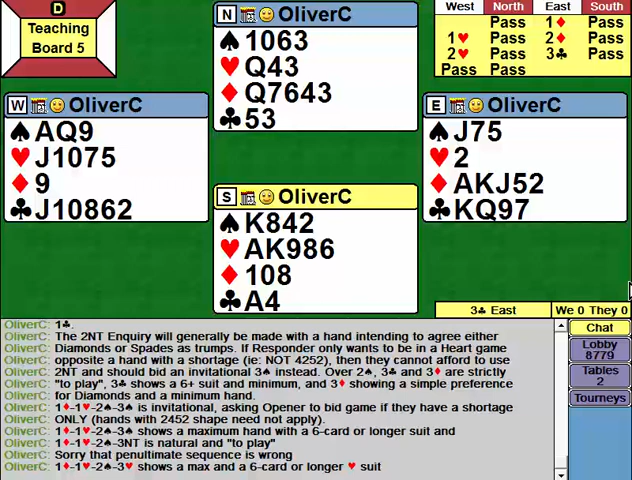 D
Teaching
Board 5
N OliverC
♠ 1063
♥ Q43
♦ Q7643
♣ 53
West North East South
Pass 1♦ Pass
1♥ Pass 2♦ Pass
2♥ Pass 3♣ Pass
Pass Pass
W OliverC
♠ AQ9
♥ J1075
♦ 9
♣ J10862
E OliverC
♠ J75
♥ 2
♦ AKJ52
♣ KQ97
S OliverC
♠ K842
♥ AK986
♦ 108
♣ A4
3♣ East
We 0 They 0
OliverC: 1♣.
OliverC: The 2NT Enquiry will generally be made with a hand intending to agree either
OliverC: Diamonds or Spades as trumps. If Responder only wants to be in a Heart game
OliverC: opposite a hand with a shortage (ie: NOT 4252), then they cannot afford to use
OliverC: 2NT and should bid an invitational 3♠ instead. Over 2♠, 3♣ and 3♦ are strictly
OliverC: "to play", 3♣ shows a 6+ suit and minimum, and 3♦ showing a simple preference
OliverC: for Diamonds and a minimum hand.
OliverC: 1♦-1♥-2♠-3♠ is invitational, asking Opener to bid game if they have a shortage
OliverC: ONLY (hands with 2452 shape need not apply).
OliverC: 1♦-1♥-2♠-3♠ shows a maximum hand with a 6-card or longer suit and
OliverC: 1♦-1♥-2♠-3NT is natural and "to play"
OliverC: Sorry that penultimate sequence is wrong
OliverC: 1♦-1♥-2♠-3♥ shows a max and a 6-card or longer ♥ suit
Chat
Lobby
8779
Tables
2
Tourneys